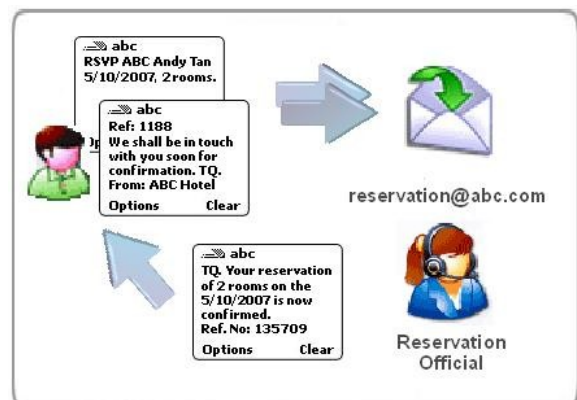 abc
RSVP ABC Andy Tan
5/10/2007, 2 rooms.
abc
Ref: 1188
We shall be in touch
with you soon for
confirmation. TQ.
From: ABC Hotel
Options Clear
reservation@abc.com
abc
TQ. Your reservation
of 2 rooms on the
5/10/2007 is now
confirmed.
Ref. No: 135709
Options Clear
Reservation
Official